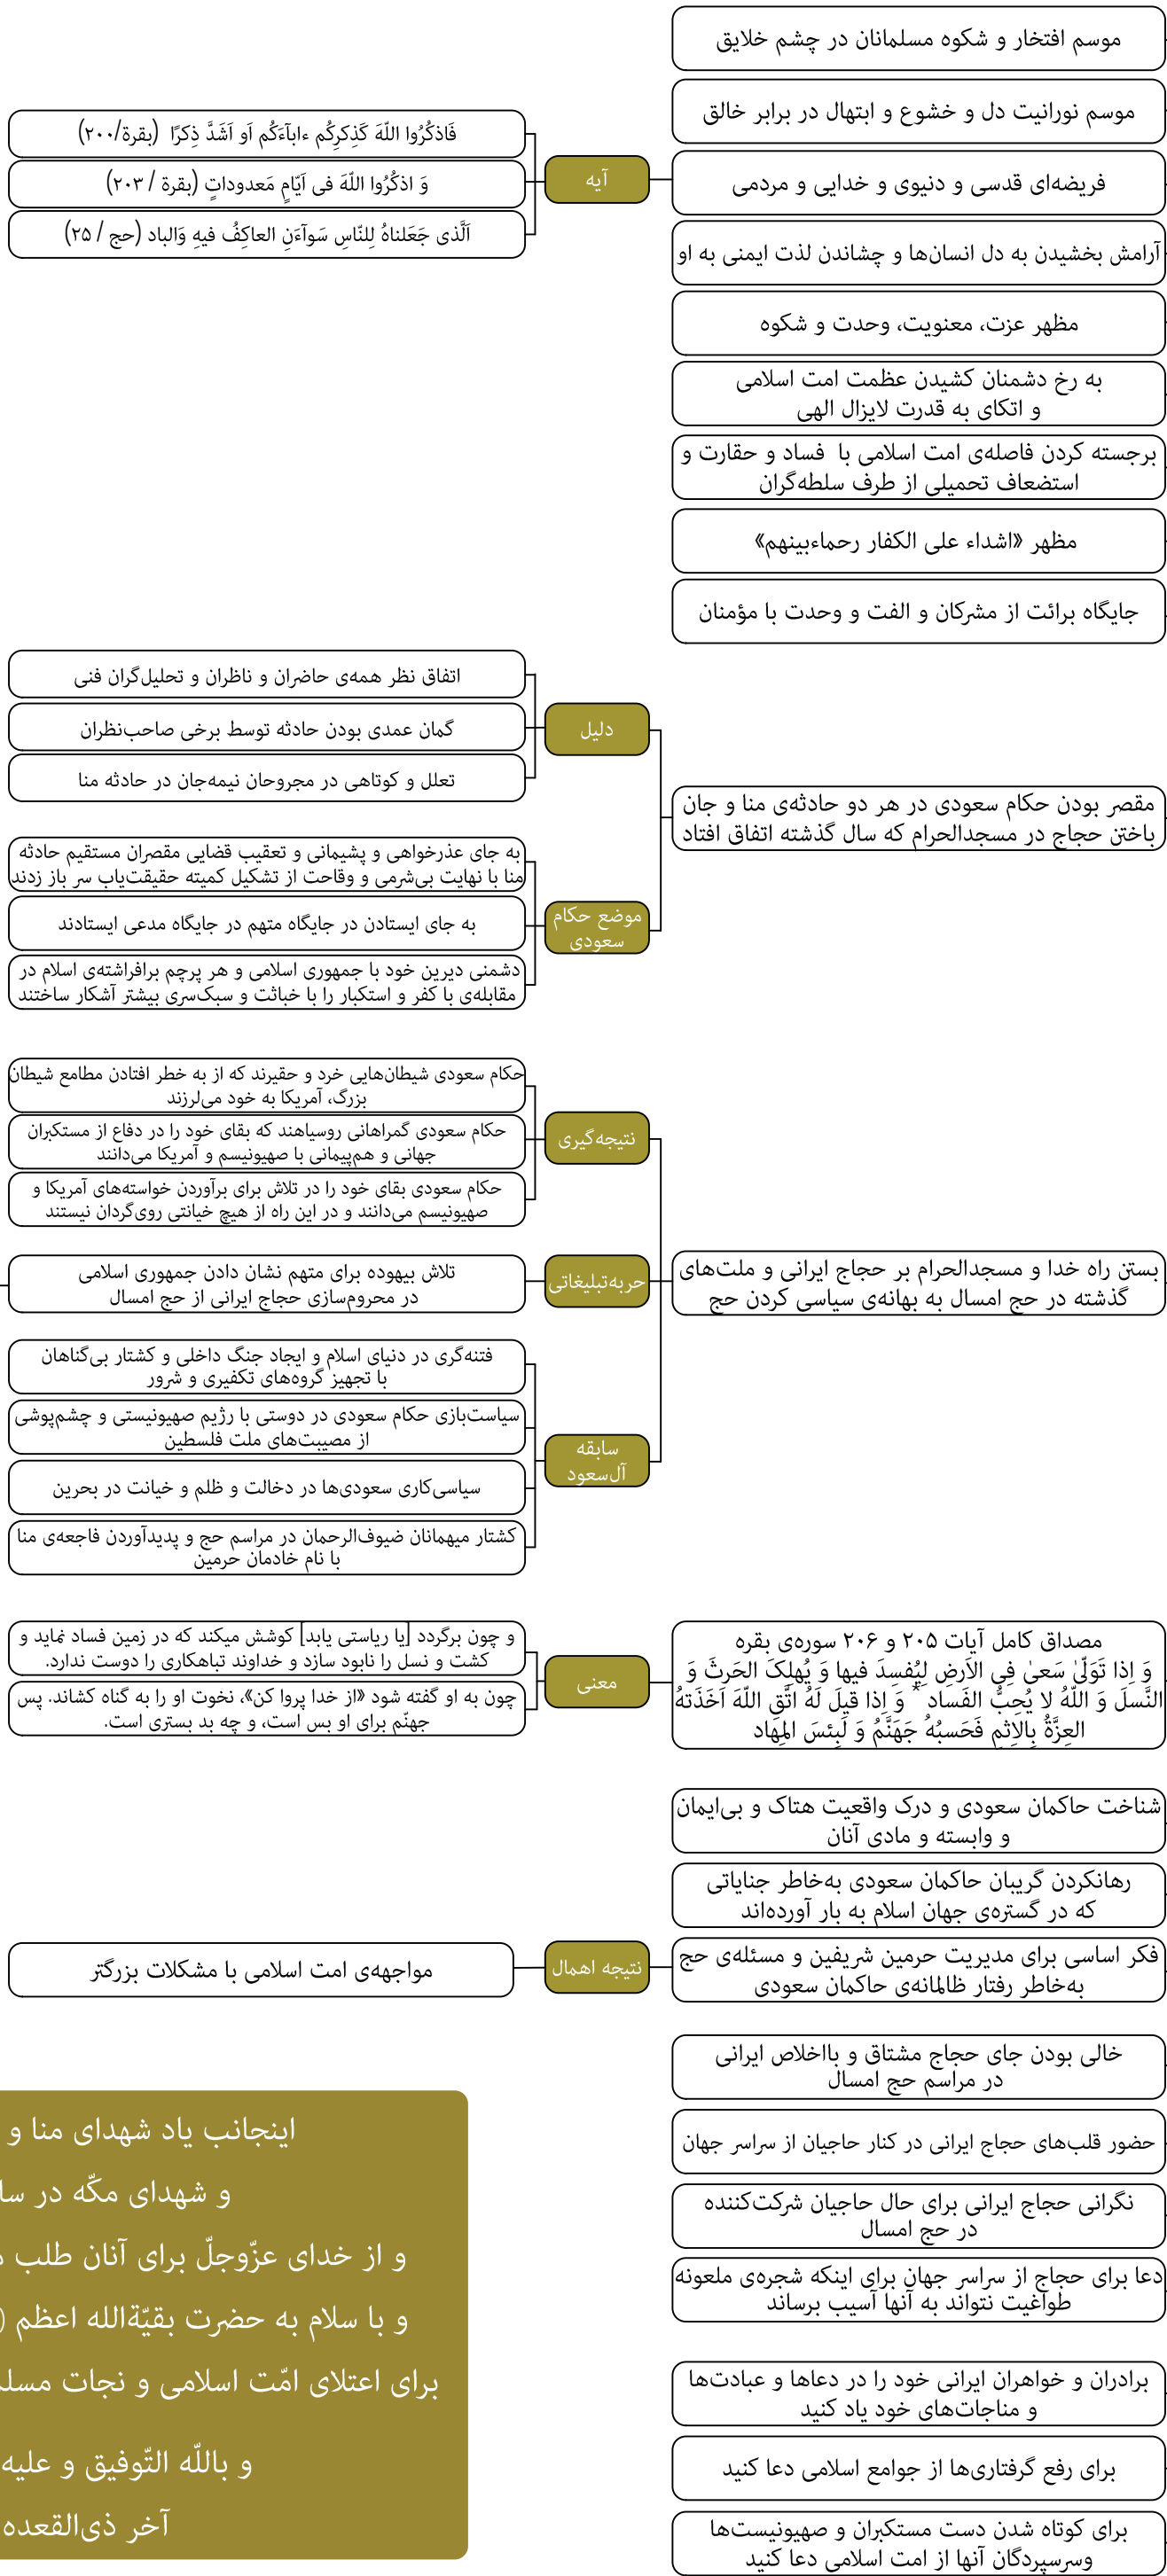 موسم افتخار و شکوه مسلمانان در چشم خلایق
موسم نورانیت دل و خشوع و ابتهال در برابر خالق
فریضه‌ای قدسی و دنیوی و خدایی و مردمی
آیه
فَاذکُرُوا اللّهَ کَذِکرِکُم ءابآءَکُم اَو اَشَدَّ ذِکرًا (بقرة/۲۰۰)
وَ اذکُرُوا اللّهَ فی اَیّامٍ مَعدوداتٍ (بقرة / ۲۰۳)
اَلَّذی جَعَلناهُ لِلنّاسِ سَوآءَنِ العاکِفُ فیهِ وَالباد (حج / ۲۵)
آرامش بخشیدن به دل انسان‌ها و چشاندن لذت ایمنی به او
مظهر عزت، معنویت، وحدت و شکوه
به رخ دشمنان کشیدن عظمت امت اسلامی
و اتکای به قدرت لایزال الهی
برجسته کردن فاصله‌ی امت اسلامی با فساد و حقارت و
استضعاف تحمیلی از طرف سلطه‌گران
مظهر «اشداء علی الکفار رحماءبینهم»
جایگاه برائت از مشرکان و الفت و وحدت با مؤمنان
مقصر بودن حکام سعودی در هر دو حادثه‌ی منا و جان
باختن حجاج در مسجدالحرام که سال گذشته اتفاق افتاد
دلیل
اتفاق نظر همه‌ی حاضران و ناظران و تحلیل‌گران فنی
گمان عمدی بودن حادثه توسط برخی صاحب‌نظران
تعلل و کوتاهی در مجروحان نیمه‌جان در حادثه منا
موضع حکام
سعودی
به جای عذرخواهی و پشیمانی و تعقیب قضایی مقصران مستقیم حادثه
منا با نهایت بی‌شرمی و وقاحت از تشکیل کمیته حقیقت‌یاب سر باز زدند
به جای ایستادن در جایگاه متهم در جایگاه مدعی ایستادند
دشمنی دیرین خود با جمهوری اسلامی و هر پرچم برافراشته‌ی اسلام در
مقابله‌ی با کفر و استکبار را با خباثت و سبک‌سری بیشتر آشکار ساختند
بستن راه خدا و مسجدالحرام بر حجاج ایرانی و ملت‌های
گذشته در حج امسال به بهانه‌ی سیاسی کردن حج
نتیجه‌گیری
حکام سعودی شیطان‌هایی خرد و حقیرند که از به خطر افتادن مطامع شیطان
بزرگ، آمریکا به خود می‌لرزند
حکام سعودی گمراهانی روسیاهند که بقای خود را در دفاع از مستکبران
جهانی و هم‌پیمانی با صهیونیسم و آمریکا می‌دانند
حکام سعودی بقای خود را در تلاش برای برآوردن خواسته‌های آمریکا و
صهیونیسم می‌دانند و در این راه از هیچ خیانتی روی‌گردان نیستند
حربه‌تبلیغاتی
تلاش بیهوده برای متهم نشان دادن جمهوری اسلامی
در محروم‌سازی حجاج ایرانی از حج امسال
سابقه
آل‌سعود
فتنه‌گری در دنیای اسلام و ایجاد جنگ داخلی و کشتار بی‌گناهان
با تجهیز گروه‌های تکفیری و شرور
سیاست‌بازی حکام سعودی در دوستی با رژیم صهیونیستی و چشم‌پوشی
از مصیبت‌های ملت فلسطین
سیاسی‌کاری سعودی‌ها در دخالت و ظلم و خیانت در بحرین
کشتار میهمانان ضیوف‌الرحمان در مراسم حج و پدیدآوردن فاجعه‌ی منا
با نام خادمان حرمین
مصداق کامل آیات ۲۰۵ و ۲۰۶ سوره‌ی بقره
وَ اِذا تَوَلّیٰ سَعیٰ فِی الاَرضِ لِیُفسِدَ فیها وَ یُهلِکَ الحَرثَ وَ
النَّسلَ وَ اللّهُ لا یُحِبُّ الفَساد * وَ اِذا قیلَ لَهُ اتَّقِ اللّهَ اَخَذَتهُ
العِزَّةُ بِالاِثمِ فَحَسبُهُ جَهَنَّمُ وَ لَبِئسَ المِهاد
معنی
و چون برگردد [یا ریاستی یابد] کوشش میکند که در زمین فساد نماید و
کشت و نسل را نابود سازد و خداوند تباهکاری را دوست ندارد.
چون به او گفته شود «از خدا پروا کن»، نخوت او را به گناه کشاند. پس
جهنّم برای او بس است، و چه بد بستری است.
شناخت حاکمان سعودی و درک واقعیت هتاک و بی‌ایمان
و وابسته و مادی آنان
رهانکردن گریبان حاکمان سعودی به‌خاطر جنایاتی
که در گستره‌ی جهان اسلام به بار آورده‌اند
فکر اساسی برای مدیریت حرمین شریفین و مسئله‌ی حج
به‌خاطر رفتار ظالمانه‌ی حاکمان سعودی
نتیجه اهمال
مواجهه‌ی امت اسلامی با مشکلات بزرگتر
خالی بودن جای حجاج مشتاق و بااخلاص ایرانی
در مراسم حج امسال
حضور قلب‌های حجاج ایرانی در کنار حاجیان از سراسر جهان
نگرانی حجاج ایرانی برای حال حاجیان شرکت‌کننده
در حج امسال
دعا برای حجاج از سراسر جهان برای اینکه شجره‌ی ملعونه
طواغیت نتواند به آنها آسیب برساند
برادران و خواهران ایرانی خود را در دعاها و عبادت‌ها
و مناجات‌های خود یاد کنید
برای رفع گرفتاری‌ها از جوامع اسلامی دعا کنید
برای کوتاه شدن دست مستکبران و صهیونیست‌ها
وسرسپردگان آنها از امت اسلامی دعا کنید
اینجانب یاد شهدای منا و
و شهدای مکّه در
و از خدای عزّوجلّ برای آنان طلب
و با سلام به حضرت بقیّةالله اعظم
برای اعتلای امّت اسلامی و نجات
و باللّه التّوفیق و علیه
آخر ذی‌القعده